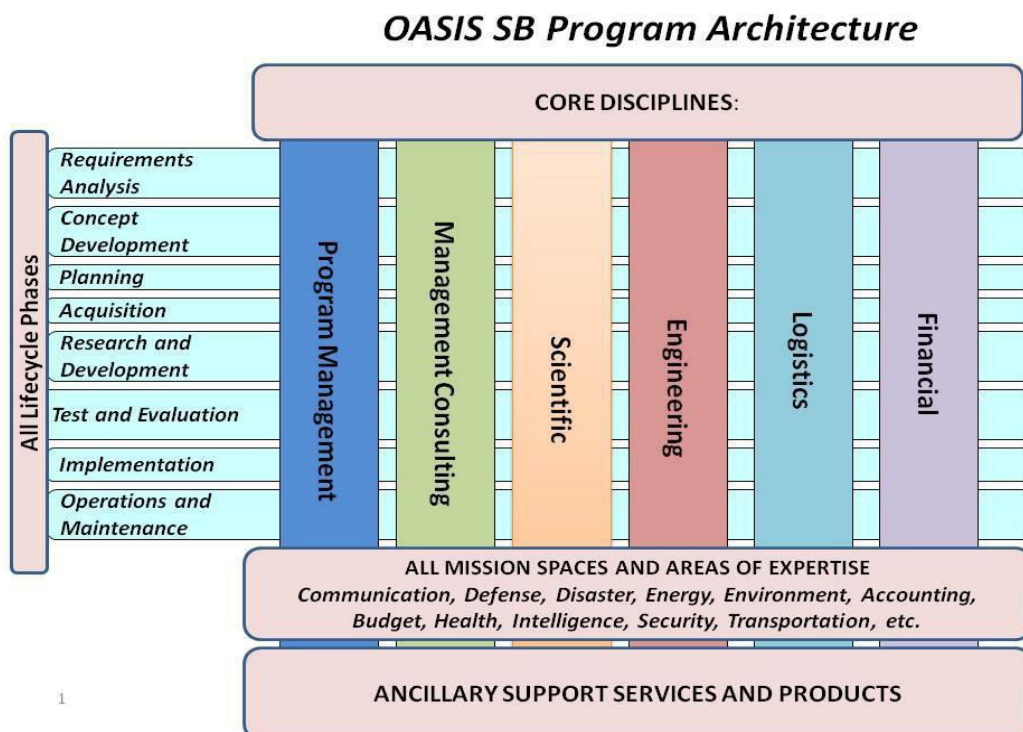 OASIS SB Program Architecture
CORE DISCIPLINES:
All Lifecycle Phases
Requirements
Analysis
Concept
Development
Planning
Acquisition
Research and
Development
Test and Evaluation
Implementation
Operations and
Maintenance
Program Management
Management Consulting
Scientific
Engineering
Logistics
Financial
ALL MISSION SPACES AND AREAS OF EXPERTISE
Communication, Defense, Disaster, Energy, Environment, Accounting,
Budget, Health, Intelligence, Security, Transportation, etc.
ANCILLARY SUPPORT SERVICES AND PRODUCTS
1